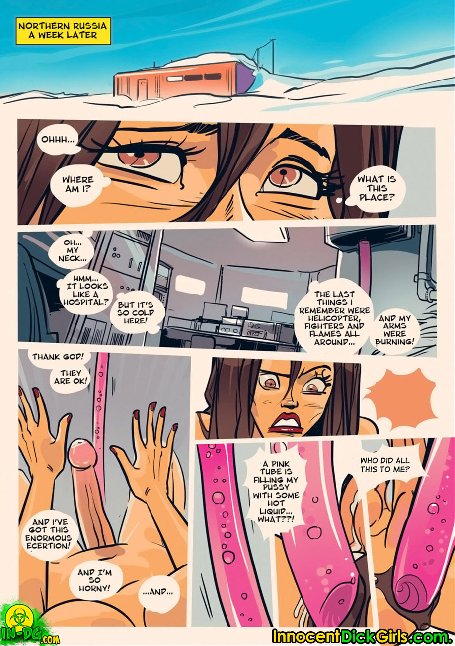 NORTHERN RUSSIA
A WEEK LATER
OHHH...
WHERE
AM I?
WHAT IS
THIS
PLACE?
OH...
MY
NECK...
HMM...
IT LOOKS
LIKE A
HOSPITAL?
BUT IT'S
SO COLD
HERE!
THE LAST
THINGS I
REMEMBER WERE
HELICOPTER,
FIGHTERS AND
FLAMES ALL
AROUND...
AND MY
ARMS
WERE
BURNING!
THANK GOD!
THEY
ARE OK!
AND I'VE
GOT THIS
ENORMOUS
ECERTION!
AND I'M
SO
HORNY!
...AND...
A PINK
TUBE IS
FILLING MY
PUSSY
WITH SOME
HOT
LIQUID...
WHAT??!
WHO DID ALL
THIS TO ME?
IN-DG.COM
INNOCENTDICKGIRLS.COM